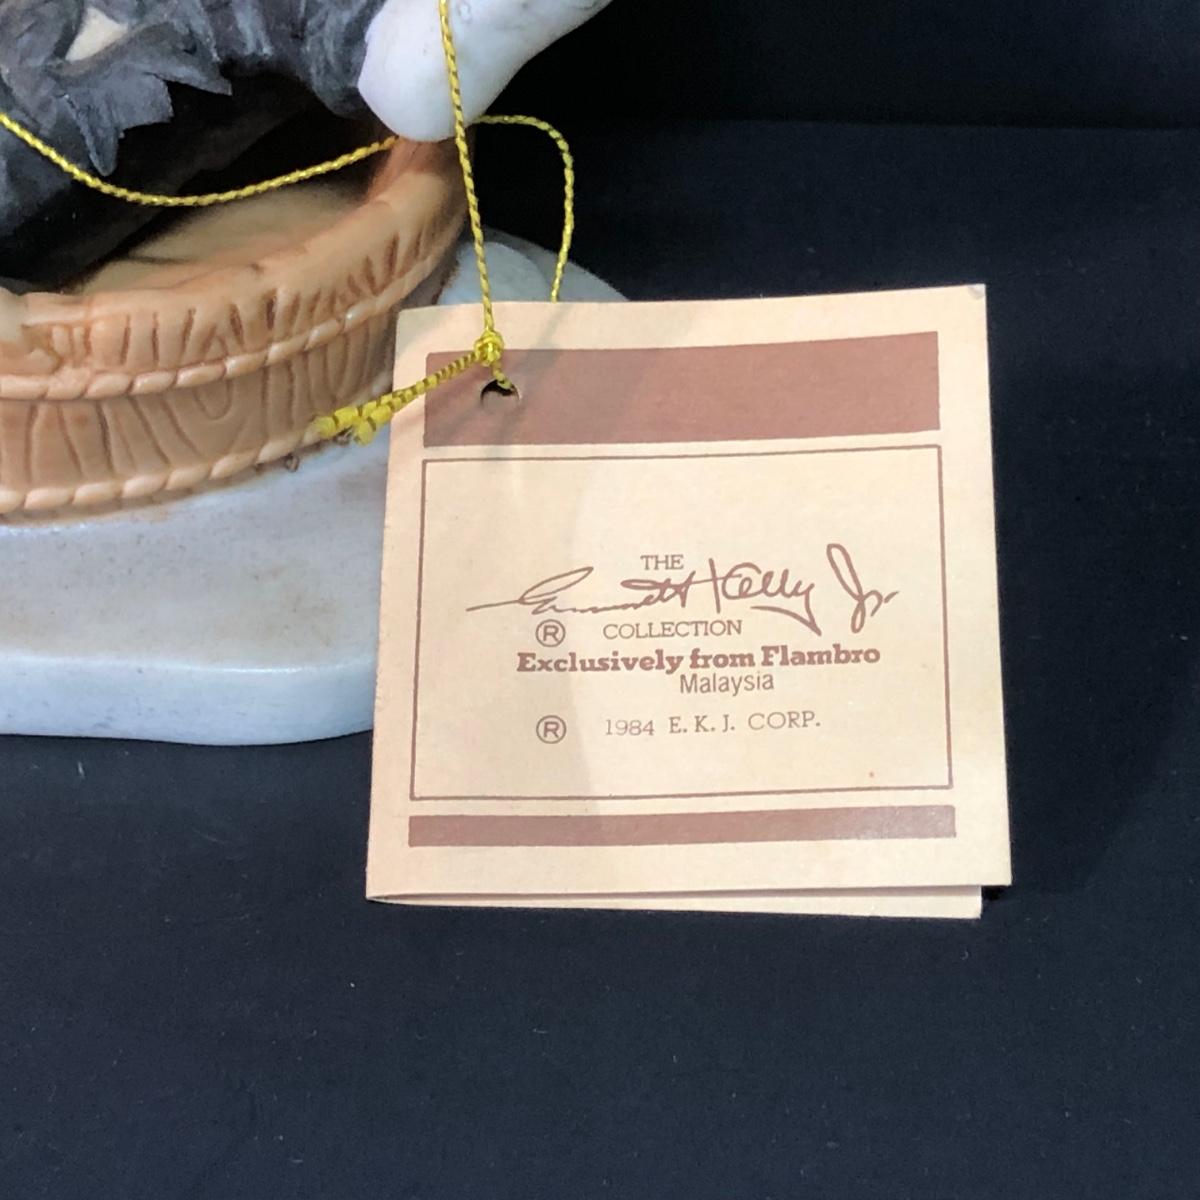 THE
Emmett Kelly Jr.
® COLLECTION
Exclusively from Flambro
Malaysia
® 1984 E. K. J. CORP.